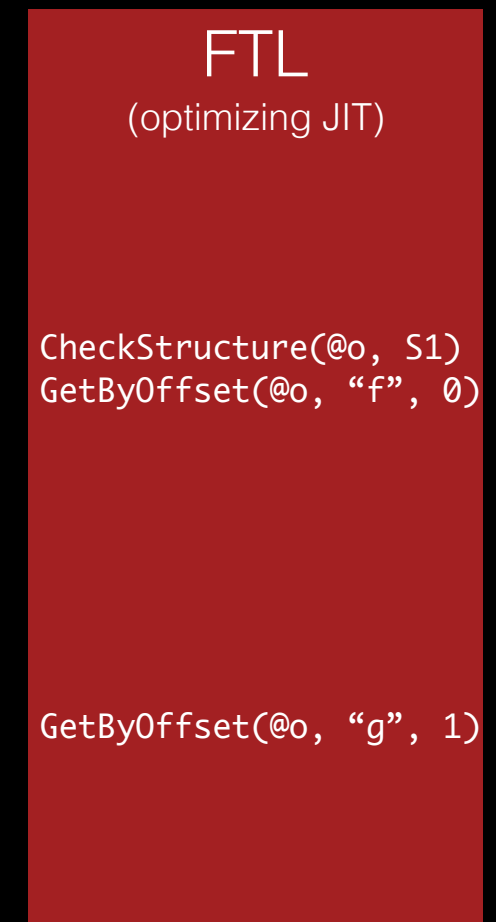 FTL
(optimizing JIT)
CheckStructure(@o, S1)
GetByOffset(@o, “f”, 0)
GetByOffset(@o, “g”, 1)